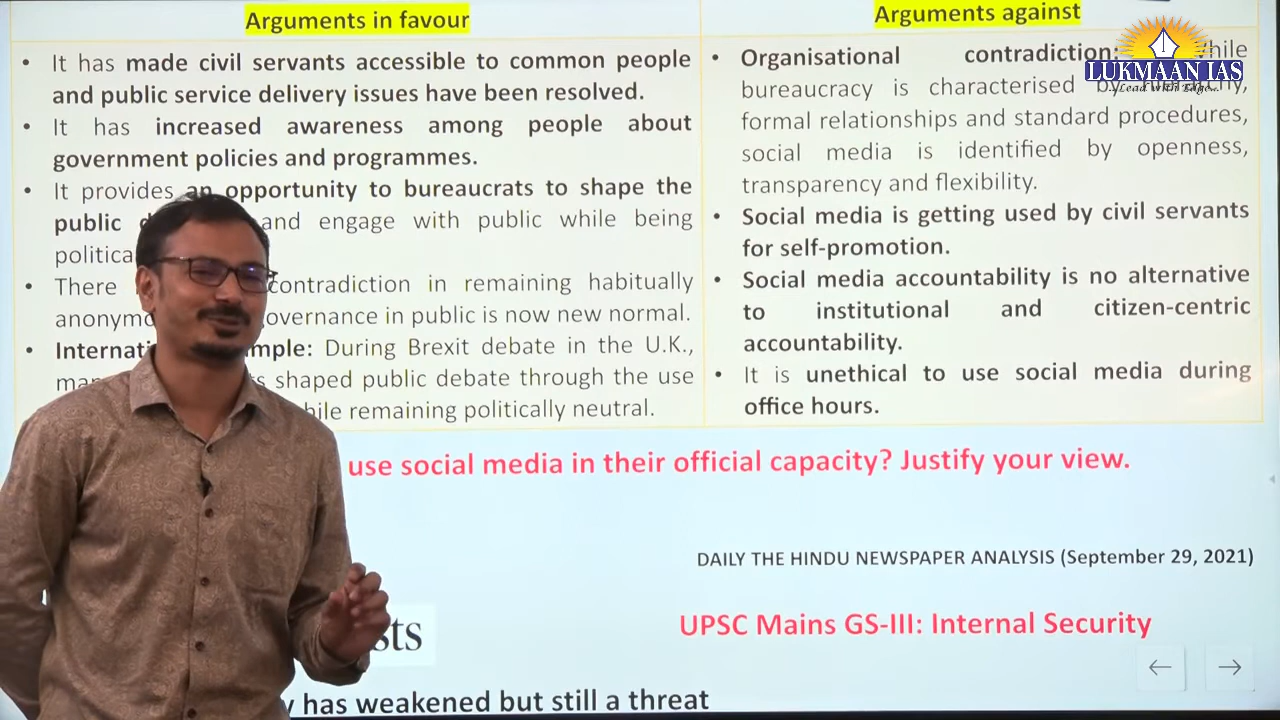 Arguments in favour
• It has made civil servants accessible to common people
and public service delivery issues have been resolved.
• It has increased awareness among people about
government policies and programmes.
• It provides an opportunity to bureaucrats to shape the
public and engage with public while being
• There contradiction in remaining habitually
governance in public is now new normal.
• During Brexit debate in the U.K.,
shaped public debate through the use
while remaining politically neutral.
Arguments against
• Organisational contradiction: While
bureaucracy is characterised by hierarchy,
formal relationships and standard procedures,
social media is identified by openness,
transparency and flexibility.
• Social media is getting used by civil servants
for self-promotion.
• Social media accountability is no alternative
to institutional and citizen-centric
accountability.
• It is unethical to use social media during
office hours.
LUKMAAN IAS
...Lead with Edge...
use social media in their official capacity? Justify your view.
DAILY THE HINDU NEWSPAPER ANALYSIS (September 29, 2021)
UPSC Mains GS-III: Internal Security
has weakened but still a threat